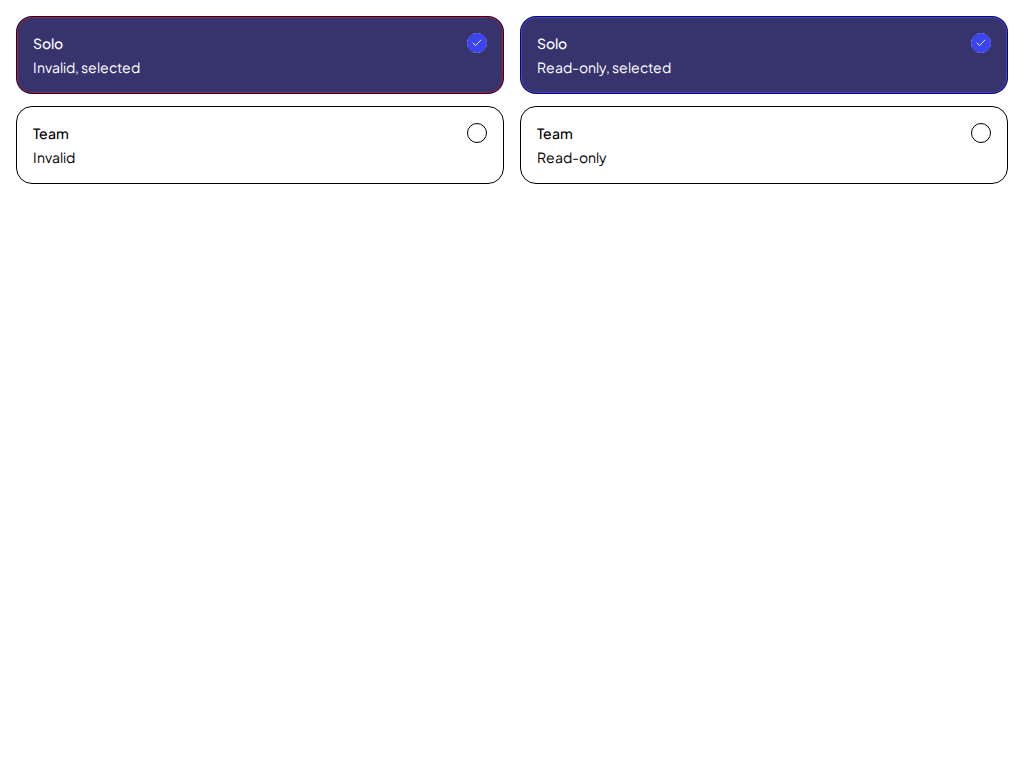 Solo
Invalid, selected
Team
Invalid
Solo
Read-only, selected
Team
Read-only